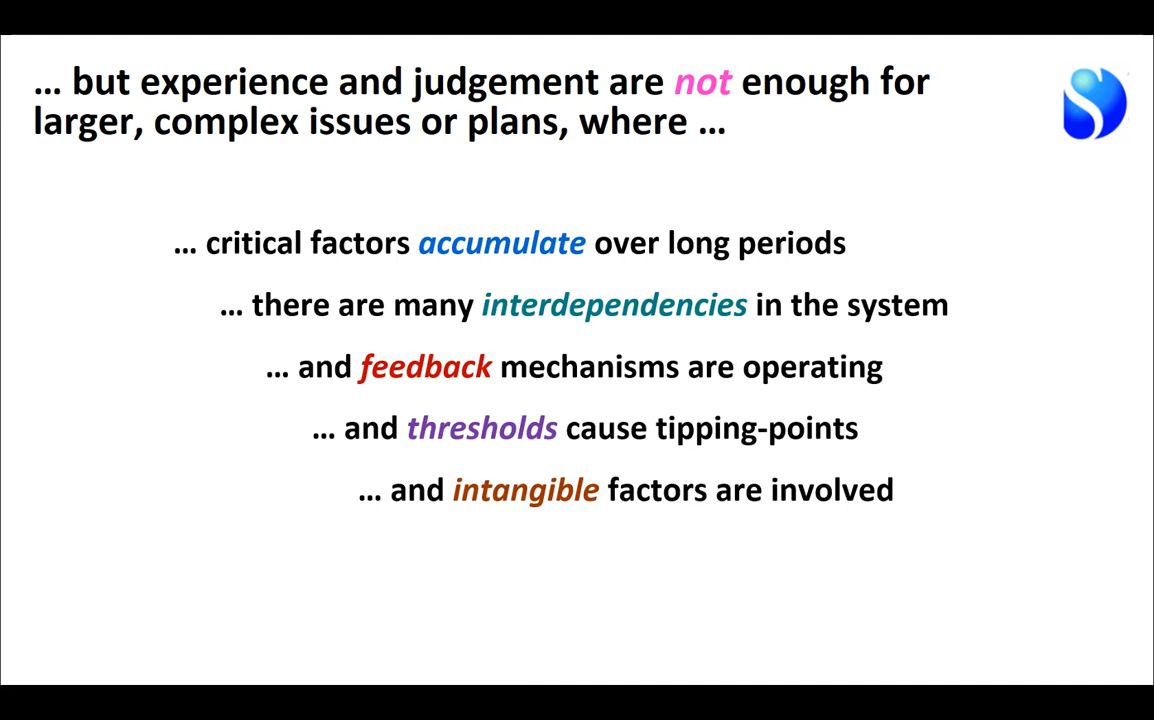 … but experience and judgement are not enough for
larger, complex issues or plans, where …
… critical factors accumulate over long periods
… there are many interdependencies in the system
… and feedback mechanisms are operating
… and thresholds cause tipping-points
… and intangible factors are involved